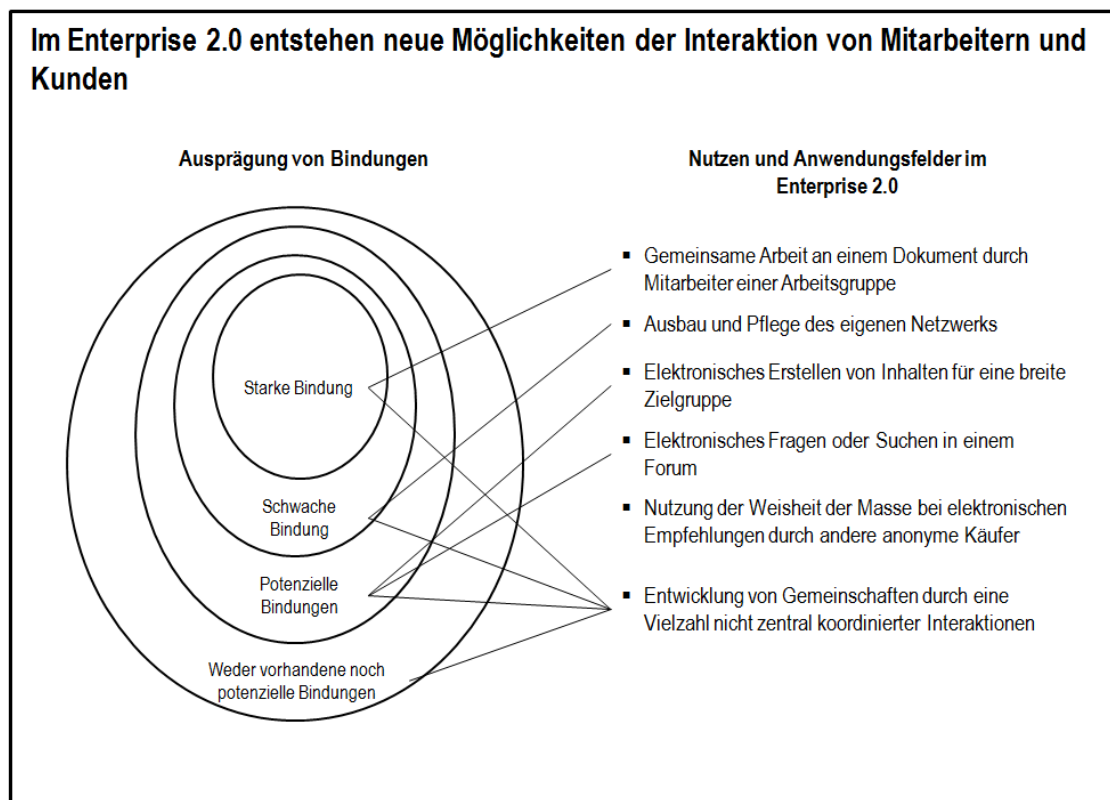 Im Enterprise 2.0 entstehen neue Möglichkeiten der Interaktion von Mitarbeitern und
Kunden
Ausprägung von Bindungen
Starke Bindung
Schwache
Bindung
Potenzielle
Bindungen
Weder vorhandene noch
potenzielle Bindungen
Nutzen und Anwendungsfelder im
Enterprise 2.0
▪ Gemeinsame Arbeit an einem Dokument durch
Mitarbeiter einer Arbeitsgruppe
▪ Ausbau und Pflege des eigenen Netzwerks
▪ Elektronisches Erstellen von Inhalten für eine breite
Zielgruppe
▪ Elektronisches Fragen oder Suchen in einem
Forum
▪ Nutzung der Weisheit der Masse bei elektronischen
Empfehlungen durch andere anonyme Käufer
▪ Entwicklung von Gemeinschaften durch eine
Vielzahl nicht zentral koordinierter Interaktionen